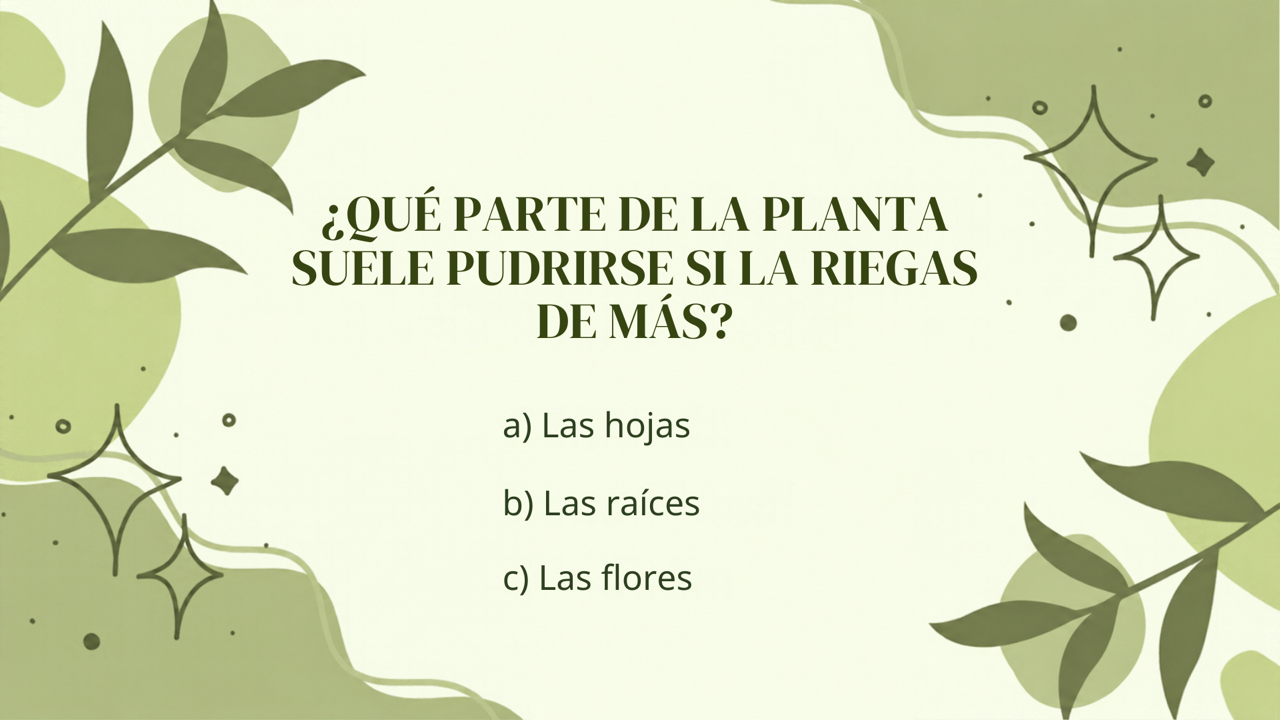 ¿QUÉ PARTE DE LA PLANTA
SUELE PUDRIRSE SI LA RIEGAS
DE MÁS?
a) Las hojas
b) Las raíces
c) Las flores